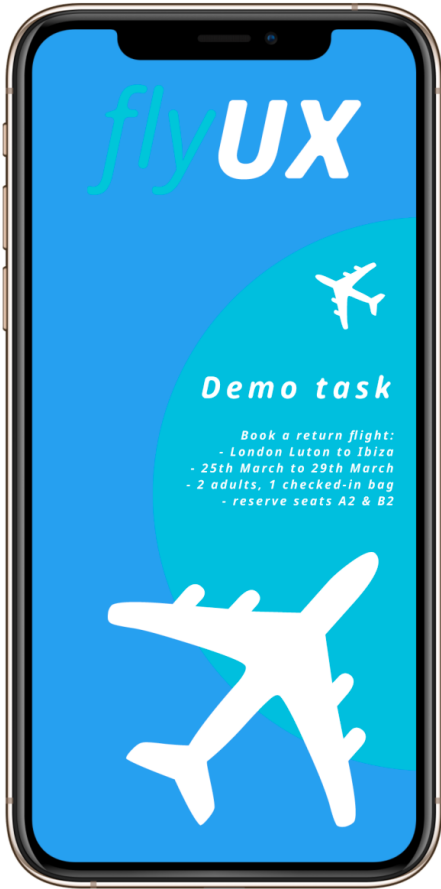 flyUX
Demo task
Book a return flight:
- London Luton to Ibiza
- 25th March to 29th March
- 2 adults, 1 checked-in bag
- reserve seats A2 & B2